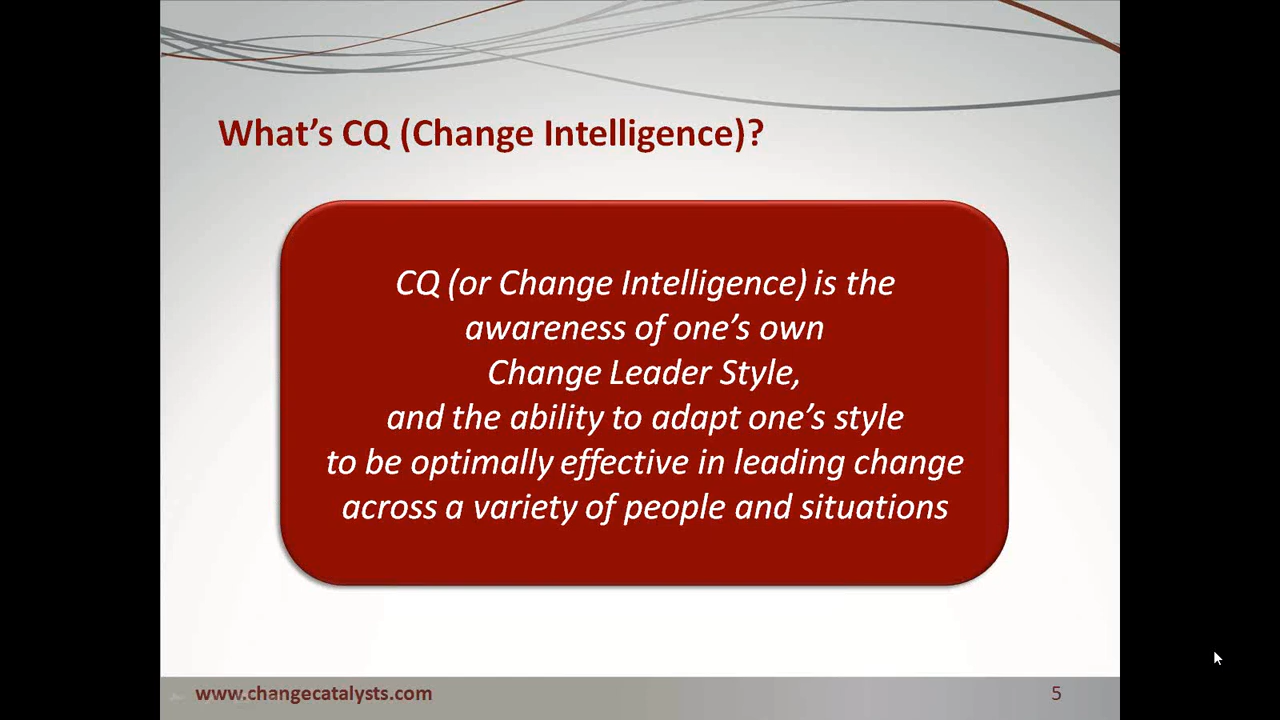 What’s CQ (Change Intelligence)?
CQ (or Change Intelligence) is the
awareness of one’s own
Change Leader Style,
and the ability to adapt one’s style
to be optimally effective in leading change
across a variety of people and situations
www.changecatalysts.com
5